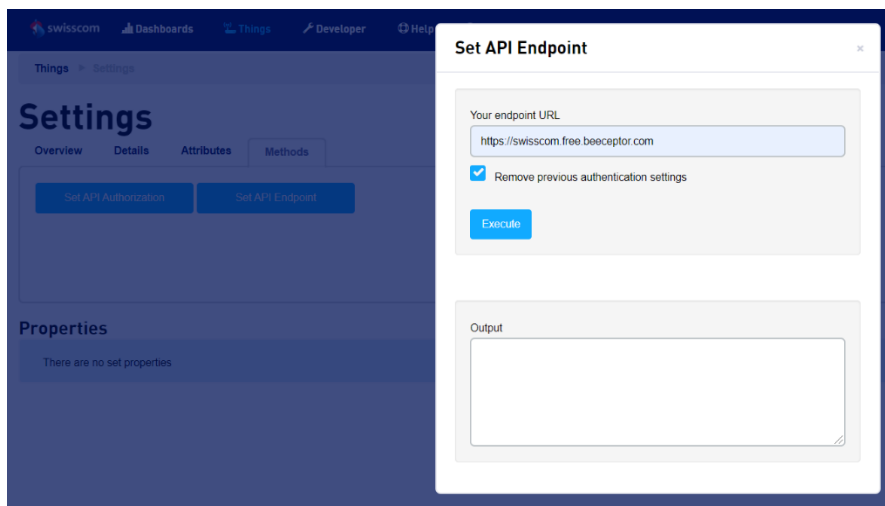 swisscom Dashboards Things Developer Help
Things Settings
Settings
Overview Details Attributes Methods
Set API Authorization Set API Endpoint
Properties
There are no set properties
Set API Endpoint ×
Your endpoint URL
https://swisscom.free.beeceptor.com
Remove previous authentication settings
Execute
Output